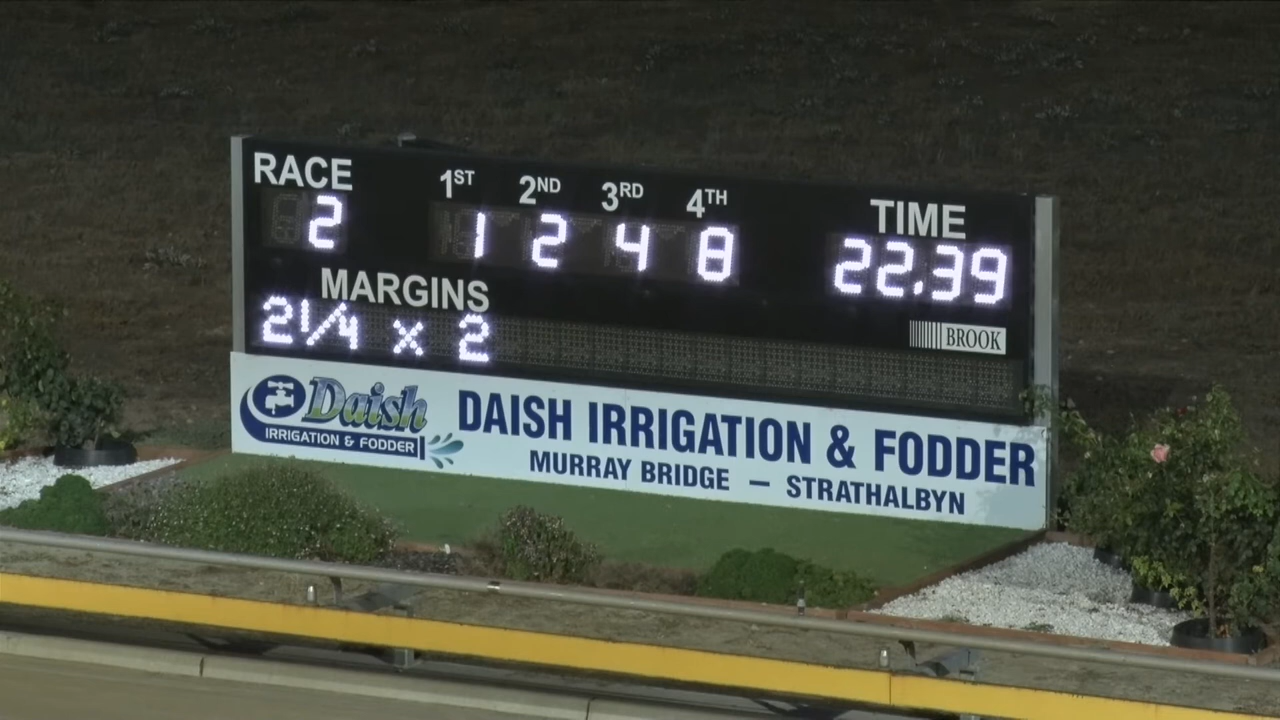 RACE 1ST 2ND 3RD 4TH TIME
2 1 2 4 8 22.39
MARGINS
2 1/4 x 2
BROOK
Daish
IRRIGATION & FODDER
DAISH IRRIGATION & FODDER
MURRAY BRIDGE – STRATHALBYN